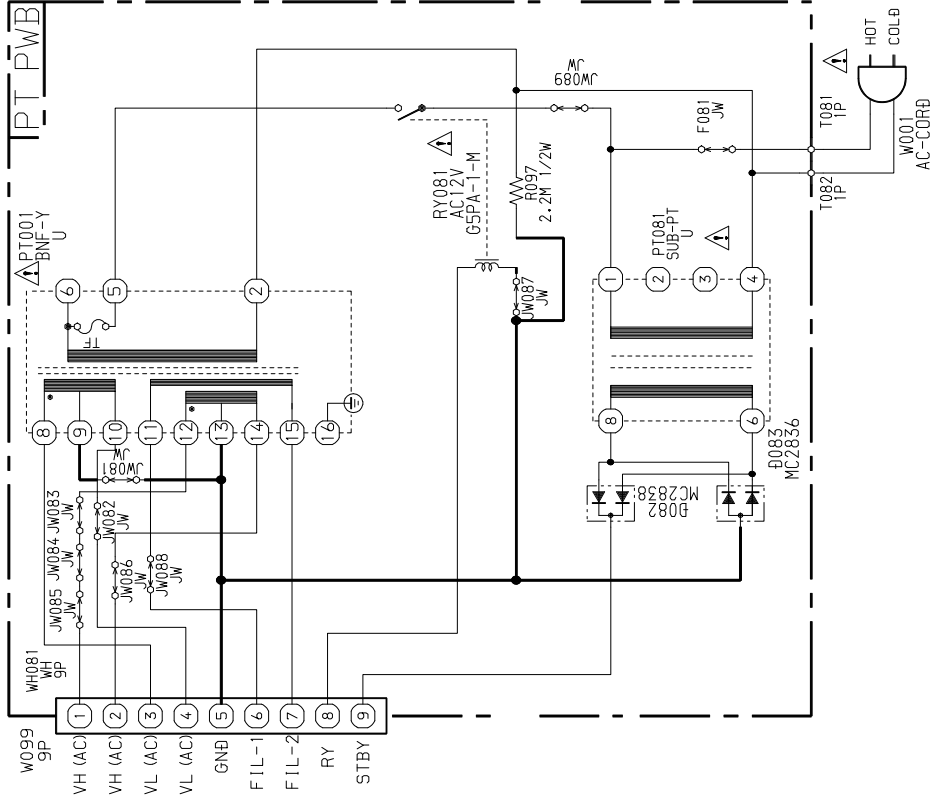 PT PWB
PT001
BNF-Y
U
6
5
2
TF
8
9
10
11
12
13
14
15
16
JW081
JW
JW083
JW
JW082
JW
JW084
JW
JW086
JW
JW088
JW
JW085
JW
WH081
WH
9P
W099
9P
1
2
3
4
5
6
7
8
9
VH (AC)
VH (AC)
VL (AC)
VL (AC)
GND
FIL-1
FIL-2
RY
STBY
JW089
JW
RY081
AC12V
G5PA-1-M
R097
2.2M 1/2W
JW087
JW
F081
JW
T081
1P
T082
1P
HOT
COLD
W001
AC-CORD
PT081
SUB-PT
U
1
2
3
4
8
6
D082
MC2838
D083
MC2836